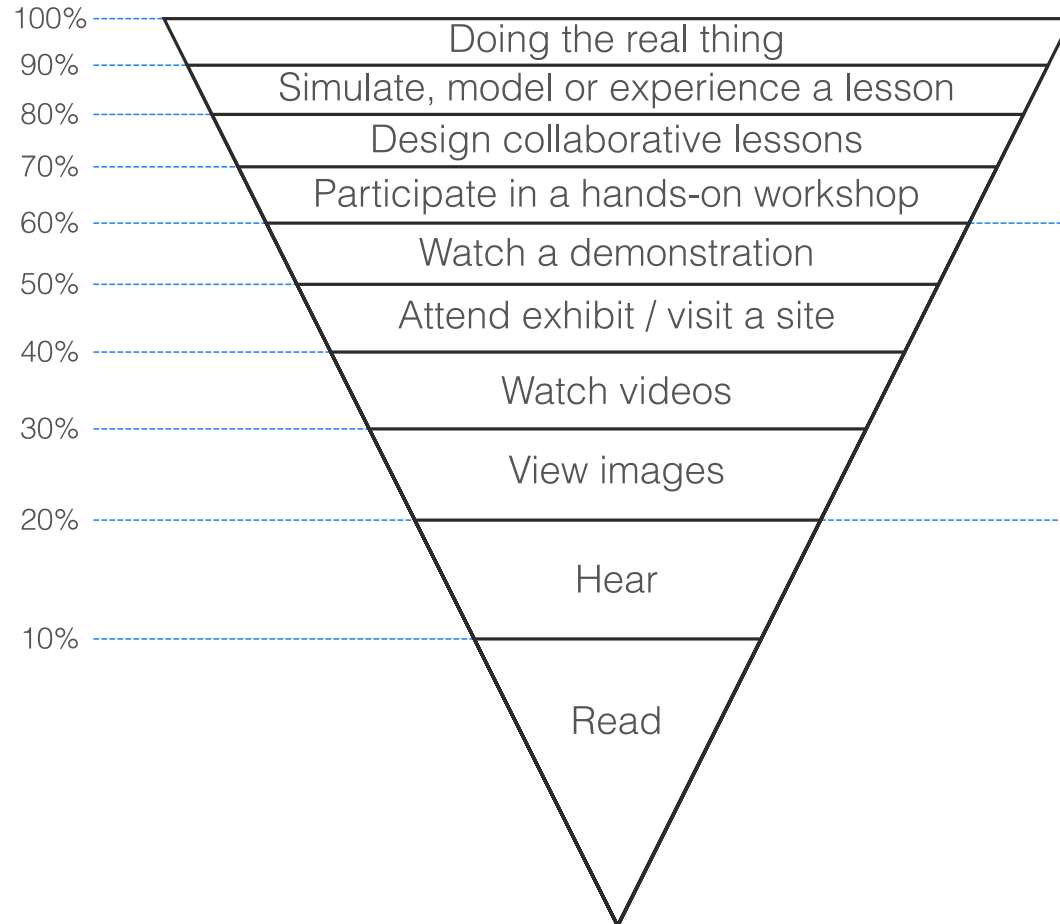 100%
Doing the real thing
90%
Simulate, model or experience a lesson
80%
Design collaborative lessons
70%
Participate in a hands-on workshop
60%
Watch a demonstration
50%
Attend exhibit / visit a site
40%
Watch videos
30%
View images
20%
Hear
10%
Read